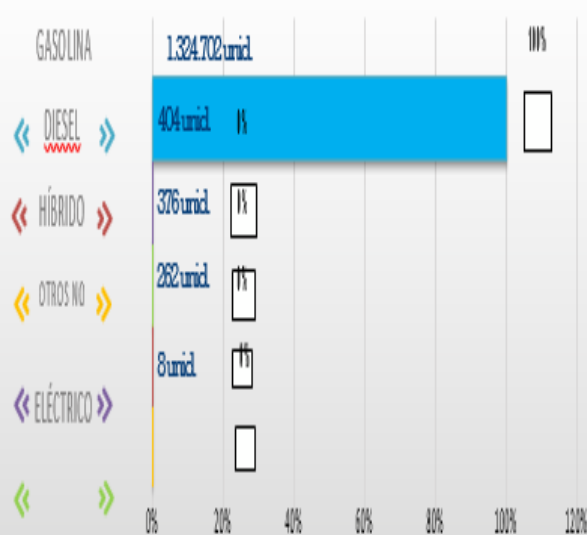 GASOLINA 1.324.702 unid. 100%
« DIESEL » 404 unid. 0%
« HÍBRIDO » 376 unid. 0%
« OTROS NO » 262 unid. 0%
« ELÉCTRICO » 8 unid. 0%
« »
0% 20% 40% 60% 80% 100% 120%